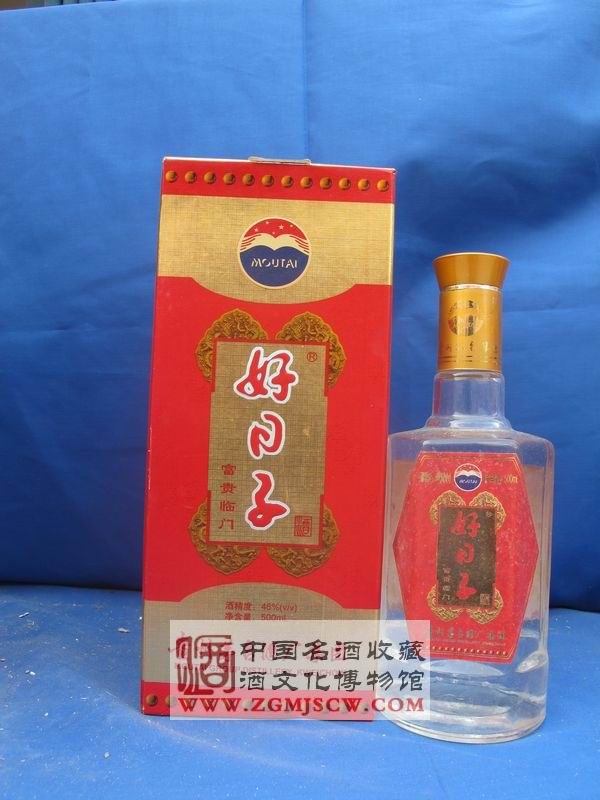 MOUTAI
好日子
®
富贵临门
酒精度：46%(v/v)
净含量：500ml
中国名酒收藏
酒文化博物馆
WWW.ZGMJSCW.COM
MOUTAI
好日子
富贵临门